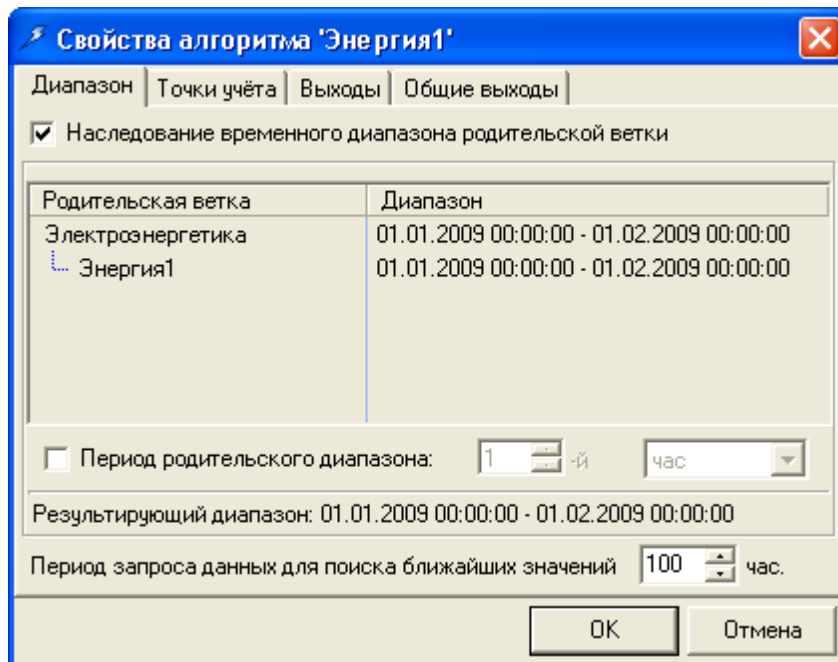 Свойства алгоритма 'Энергия1'
Диапазон Точки учёта Выходы Общие выходы
Наследование временного диапазона родительской ветки
Родительская ветка Диапазон
Электроэнергетика 01.01.2009 00:00:00 - 01.02.2009 00:00:00
Энергия1 01.01.2009 00:00:00 - 01.02.2009 00:00:00
Период родительского диапазона: 1 -й час
Результирующий диапазон: 01.01.2009 00:00:00 - 01.02.2009 00:00:00
Период запроса данных для поиска ближайших значений 100 час.
OK Отмена